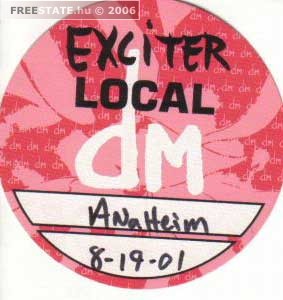 FREESTATE.hu © 2006
EXCITER
LOCAL
dm
AnaHeim
8-19-01